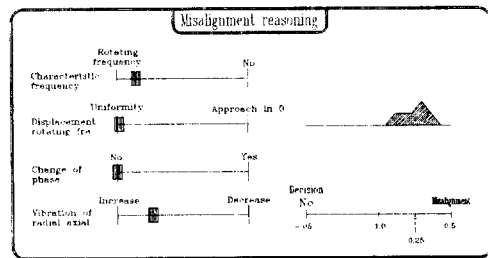 Misalignment reasoning
Rotating
frequency
No
Characteristic
frequency
Uniformity
Approach in 0
Displacement
rotating fre
No
Yes
Change of
phase
Increase
Decrease
Vibration of
radial axial
Decision
No
Misalignment
-.05
1.0
0.5
0.25